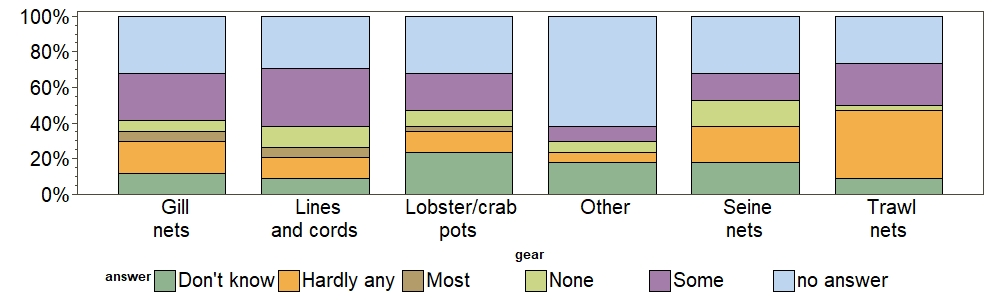 100%
80%
60%
40%
20%
0%
Gill
nets
Lines
and cords
Lobster/crab
pots
Other
Seine
nets
Trawl
nets
gear
answer Don't know Hardly any Most None Some no answer